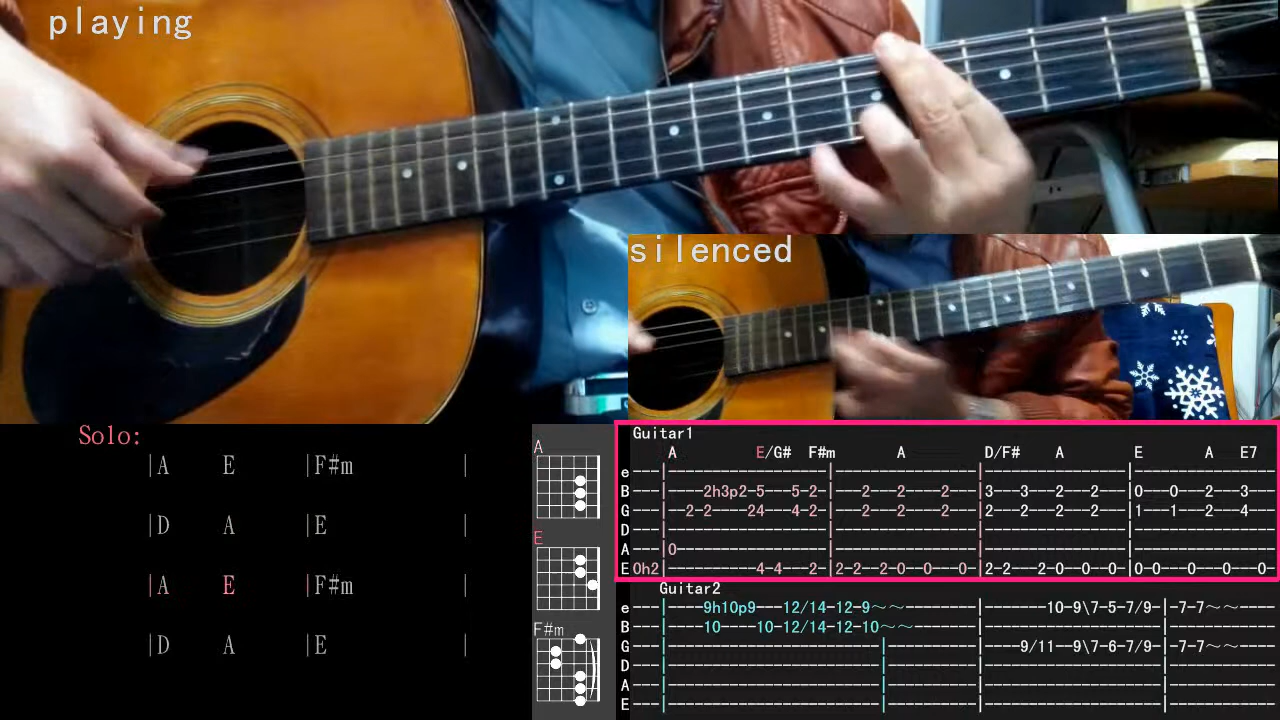 playing
silenced
Solo:
|A E |F#m |
|D A |E |
|A E |F#m |
|D A |E |
A
E
F#m
Guitar1
A E/G# F#m A D/F# A E A E7
e---|------------------|----------------|----------------|----------------
B---|----2h3p2-5---5-2-|---2---2----2---|3---3---2---2---|0---0---2---3---
G---|--2-2----24---4-2-|---2---2----2---|2---2---2---2---|1---1---2---4---
D---|------------------|----------------|----------------|----------------
A---|0-----------------|----------------|----------------|----------------
E0h2|----------4-4---2-|2-2--2-0--0---0-|2-2---2-0--0--0-|0-0----0--0---0-
Guitar2
e---|----9h10p9---12/14-12-9~~---------|-------10-9\7-5-7/9-|-7-7~~----
B---|----10----10-12/14-12-10~~--------|--------------------|----------
G---|------------------------|----------|----9/11--9\7-6-7/9-|-7-7~~----
D---|------------------------|----------|--------------------|----------
A---|------------------------|----------|--------------------|----------
E---|------------------------|----------|--------------------|----------